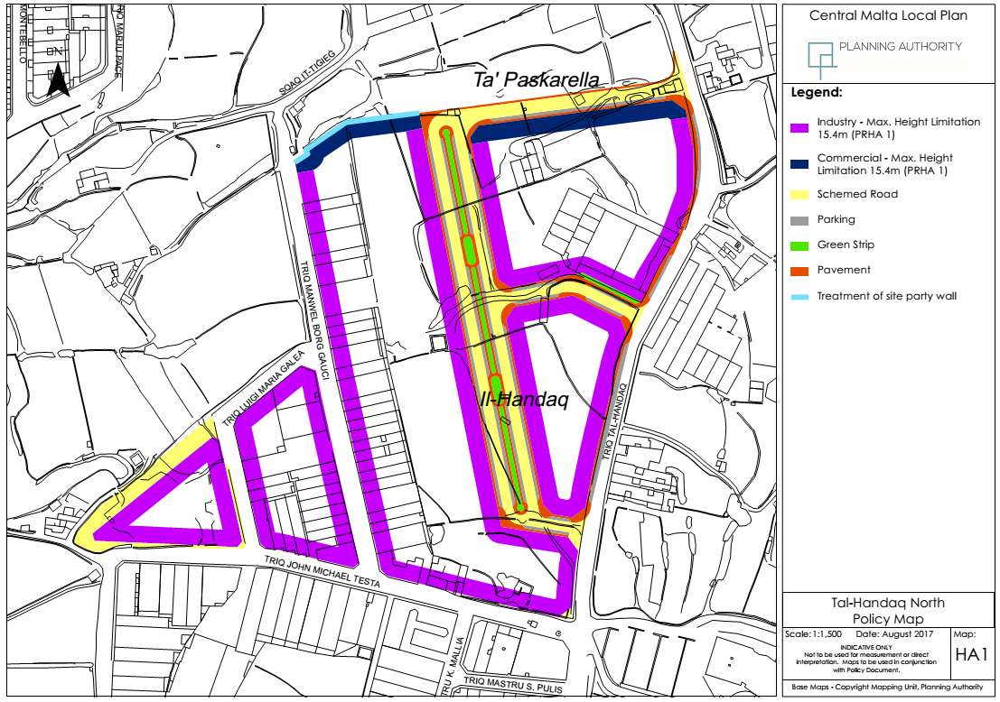 MONTEBELLO
TRIQ MARIJU PACE
N
SQAQ IT-TIGIEG
Ta' Paskarella
TRIQ MANWEL BORG GAUCI
TRIQ LUIGI MARIA GALEA
Il-Handaq
TRIQ TAL-HANDAQ
TRIQ JOHN MICHAEL TESTA
TRU K. MALLIA
TRIQ MASTRU S. PULIS
Central Malta Local Plan
PLANNING AUTHORITY
Legend:
Industry - Max. Height Limitation
15.4m (PRHA 1)
Commercial - Max. Height
Limitation 15.4m (PRHA 1)
Schemed Road
Parking
Green Strip
Pavement
Treatment of site party wall
Tal-Handaq North
Policy Map
Scale: 1:1,500 Date: August 2017
Map:
HA1
INDICATIVE ONLY
Not to be used for measurement or direct
interpretation. Maps to be used in conjunction
with Policy Document.
Base Maps - Copyright Mapping Unit, Planning Authority